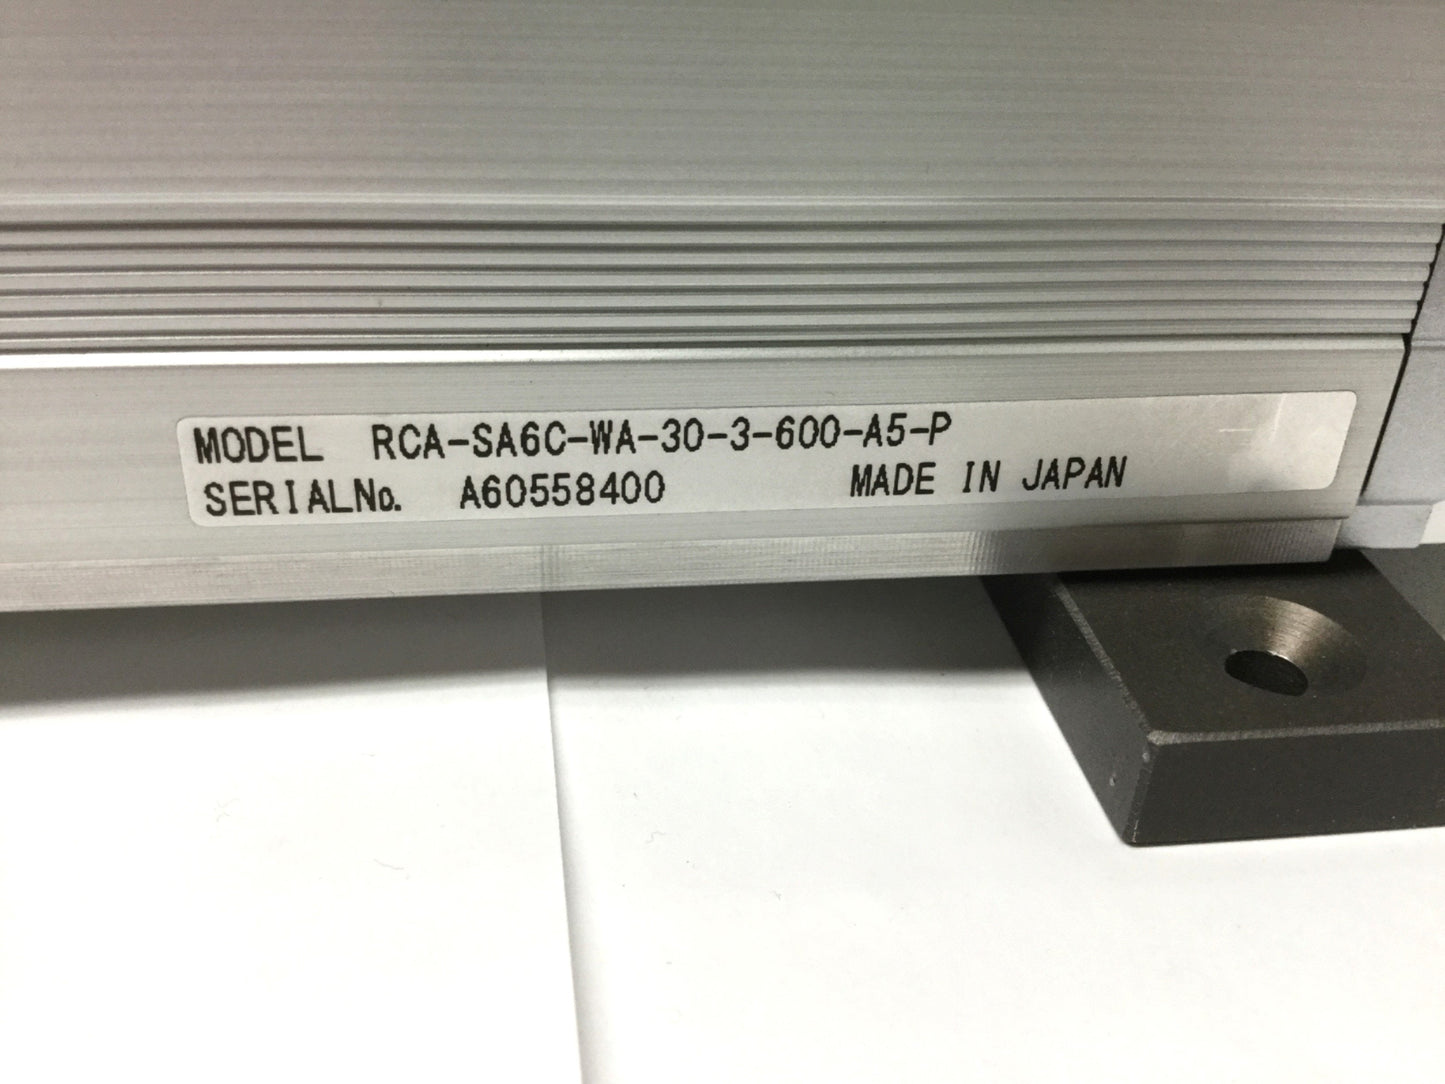 MODEL RCA-SA6C-WA-30-3-600-A5-P
SERIALNo. A60558400 MADE IN JAPAN